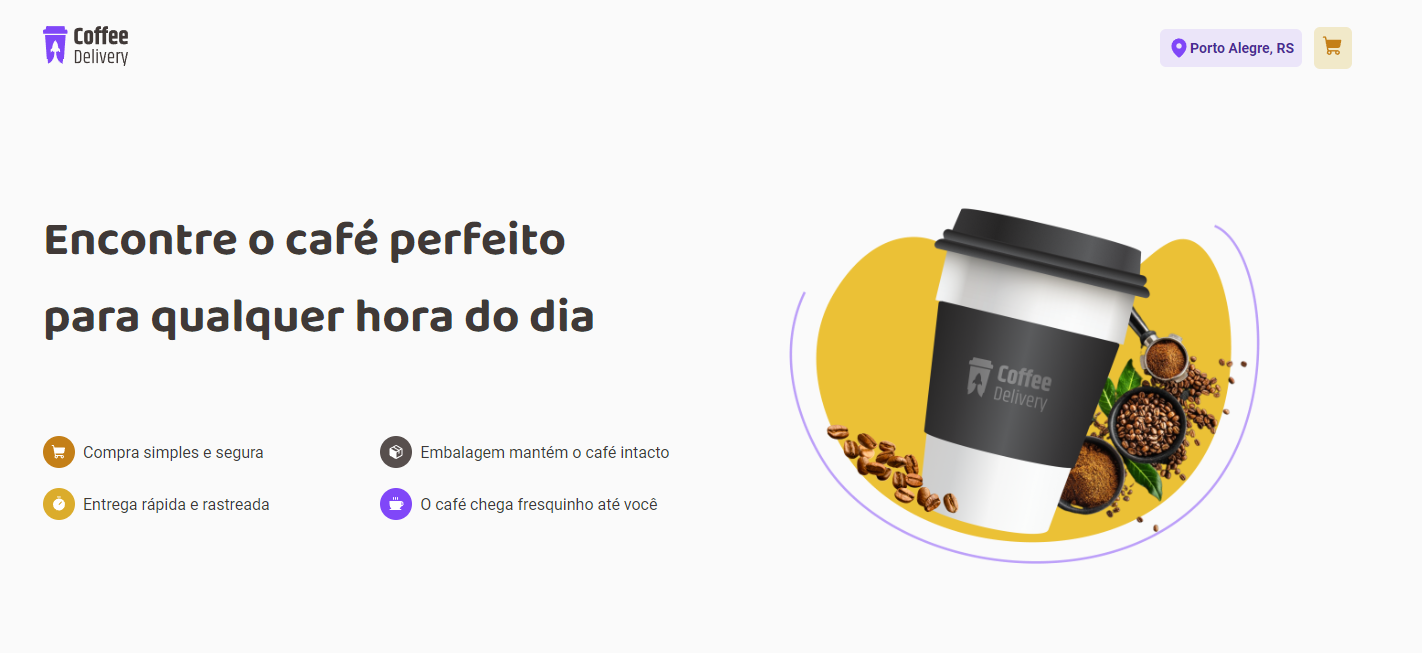 Coffee
Delivery
Porto Alegre, RS
Encontre o café perfeito
para qualquer hora do dia
Compra simples e segura
Embalagem mantém o café intacto
Entrega rápida e rastreada
O café chega fresquinho até você
Coffee
Delivery